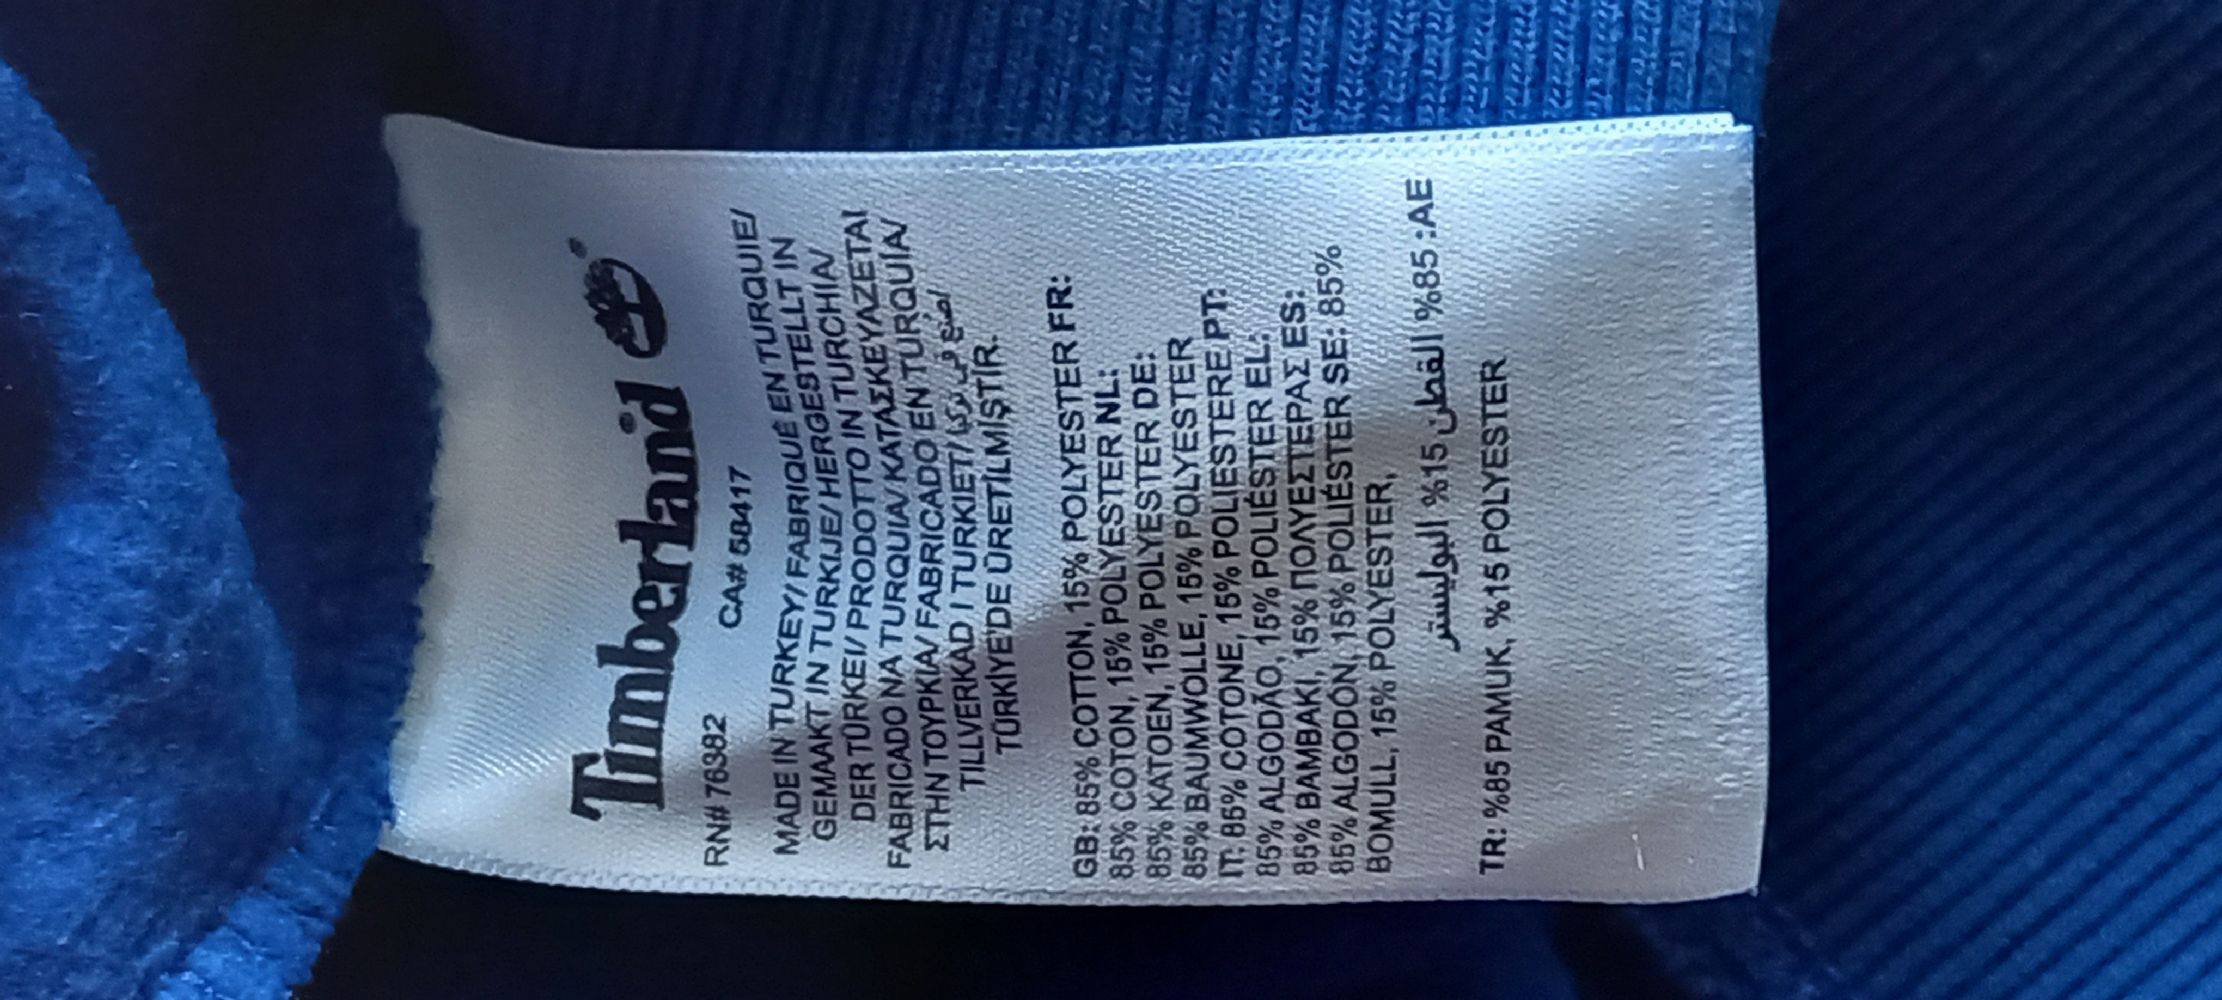 Timberland®
RN# 76382 CA# 58417
MADE IN TURKEY/ FABRIQUÉ EN TURQUIE/
GEMAAKT IN TURKIJE/ HERGESTELLT IN
DER TÜRKEI/ PRODOTTO IN TURCHIA/
FABRICADO NA TURQUIA/ ΚΑΤΑΣΚΕΥΑΖΕΤΑΙ
ΣΤΗΝ ΤΟΥΡΚΙΑ/ FABRICADO EN TURQUÍA/
TILLVERKAD I TURKIET/ اصنع في تركيا/
TÜRKİYE'DE ÜRETİLMİŞTİR.
GB: 85% COTTON, 15% POLYESTER FR:
85% COTON, 15% POLYESTER NL:
85% KATOEN, 15% POLYESTER DE:
85% BAUMWOLLE, 15% POLYESTER
IT: 85% COTONE, 15% POLIESTERE PT:
85% ALGODÃO, 15% POLIÉSTER EL:
85% ΒΑΜΒΑΚΙ, 15% ΠΟΛΥΕΣΤΕΡΑΣ ES:
85% ALGODÓN, 15% POLIÉSTER SE: 85%
BOMULL, 15% POLYESTER,
AE: 85% القطن 15% البوليستر
TR: %85 PAMUK, %15 POLYESTER